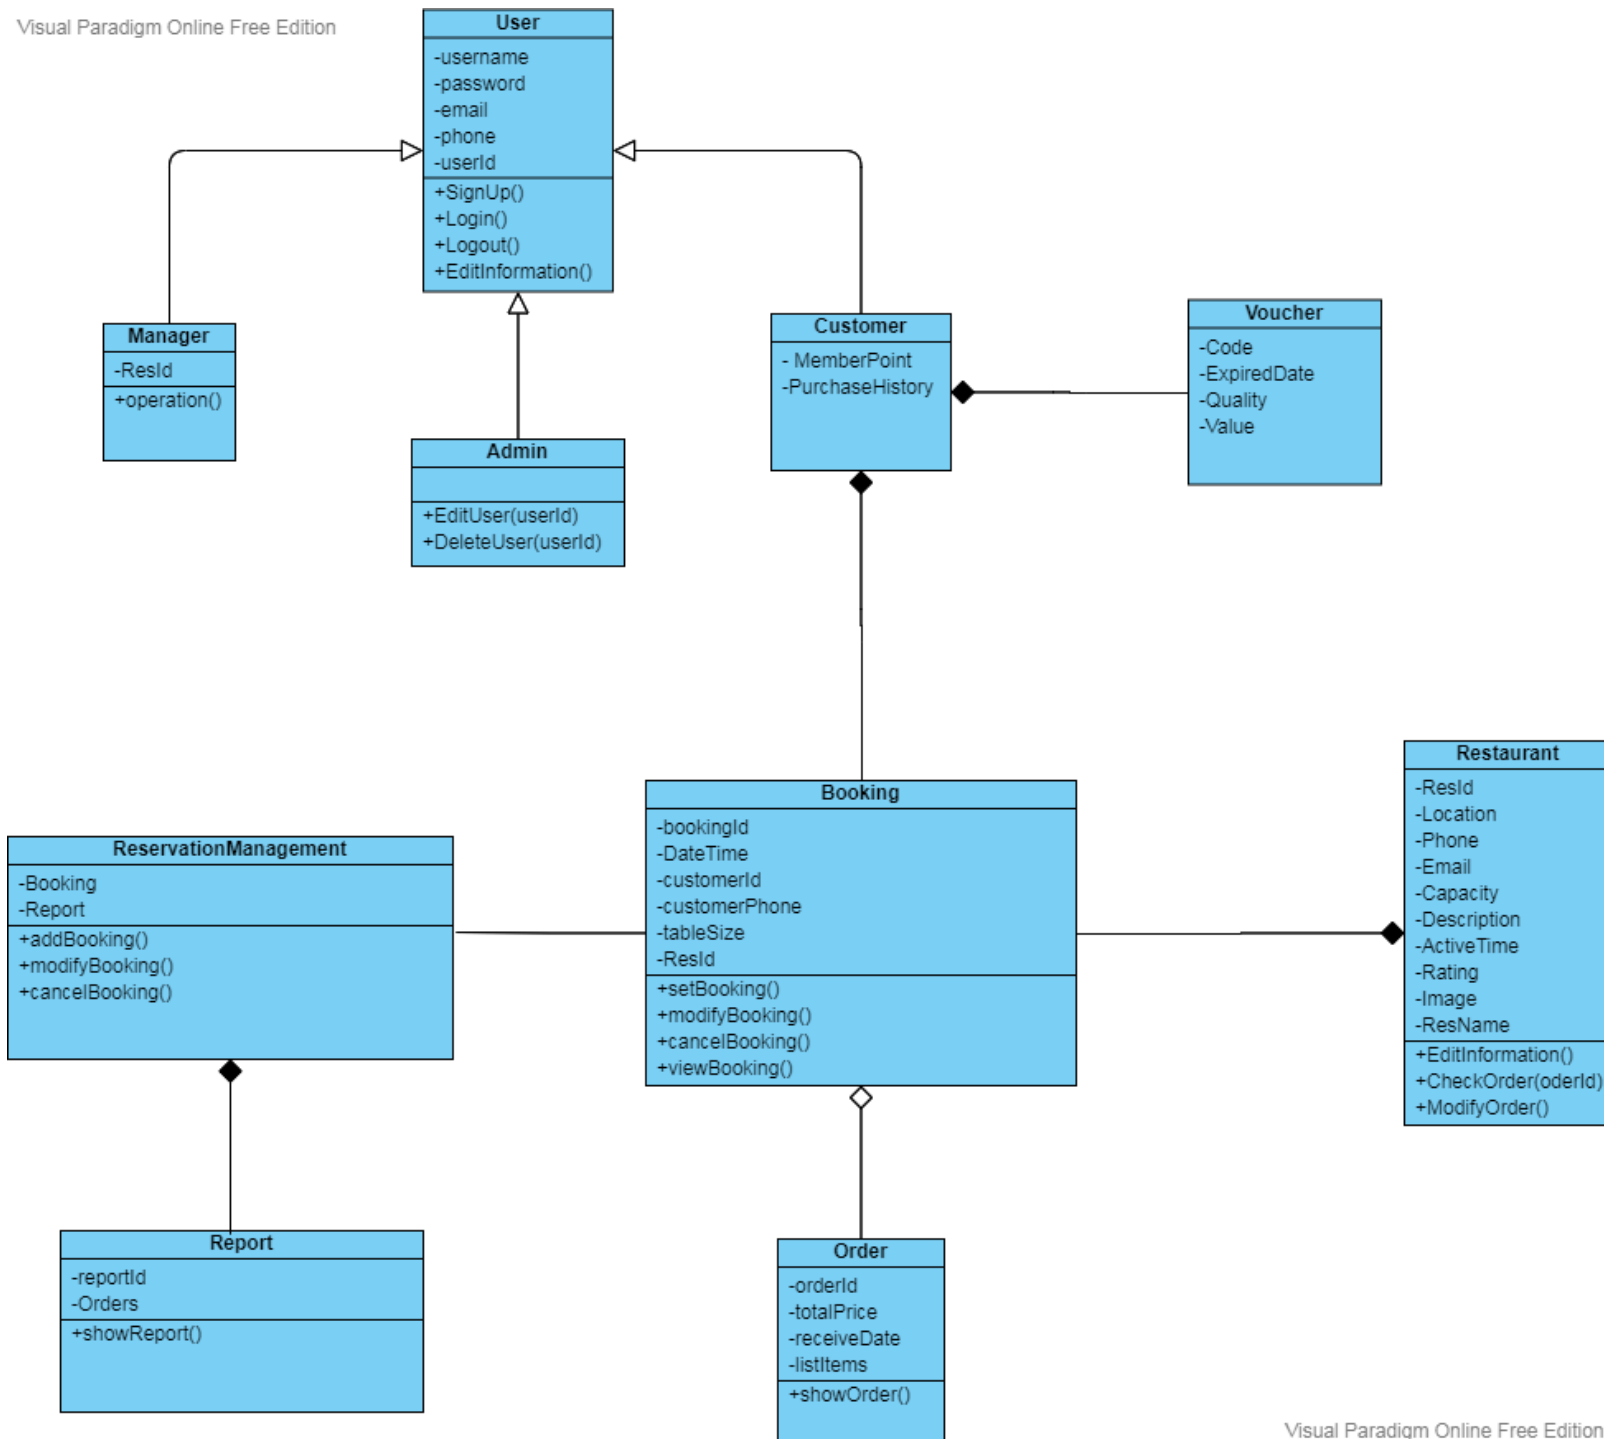 Visual Paradigm Online Free Edition
User
-username
-password
-email
-phone
-userId
+SignUp()
+Login()
+Logout()
+EditInformation()
Manager
-ResId
+operation()
Admin
+EditUser(userId)
+DeleteUser(userId)
Customer
- MemberPoint
-PurchaseHistory
Voucher
-Code
-ExpiredDate
-Quality
-Value
ReservationManagement
-Booking
-Report
+addBooking()
+modifyBooking()
+cancelBooking()
Booking
-bookingId
-DateTime
-customerId
-customerPhone
-tableSize
-ResId
+setBooking()
+modifyBooking()
+cancelBooking()
+viewBooking()
Restaurant
-ResId
-Location
-Phone
-Email
-Capacity
-Description
-ActiveTime
-Rating
-Image
-ResName
+EditInformation()
+CheckOrder(oderId)
+ModifyOrder()
Report
-reportId
-Orders
+showReport()
Order
-orderId
-totalPrice
-receiveDate
-listItems
+showOrder()
Visual Paradigm Online Free Edition